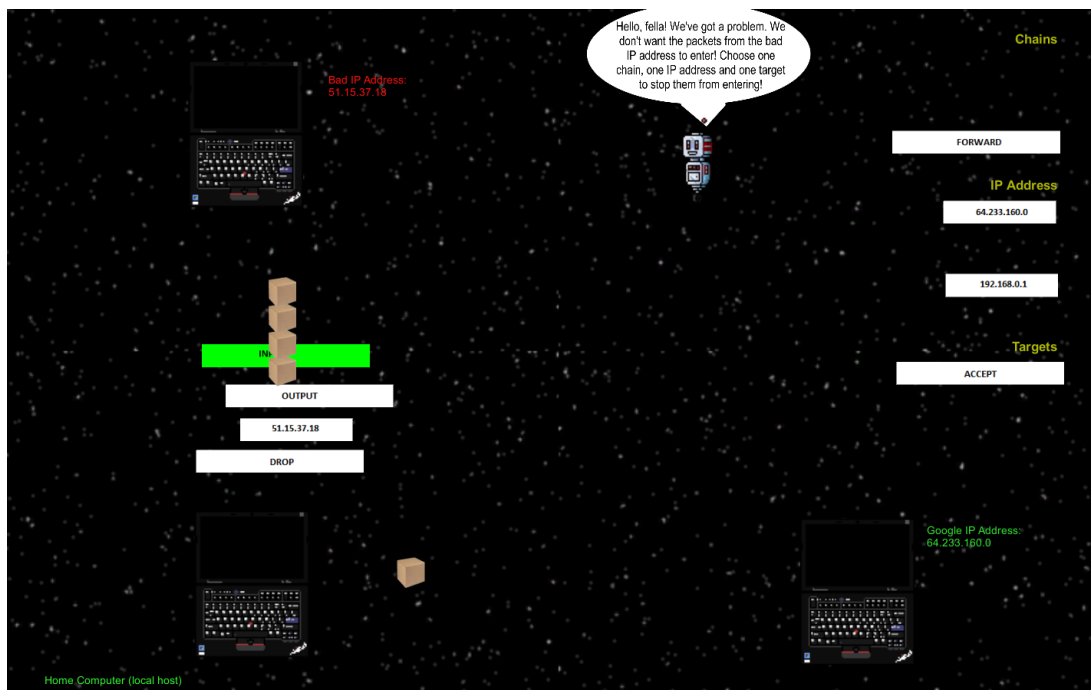 Hello, fella! We've got a problem. We
don't want the packets from the bad
IP address to enter! Choose one
chain, one IP address and one target
to stop them from entering!
Chains
Bad IP Address:
51.15.37.18
FORWARD
IP Address
64.233.160.0
192.168.0.1
Targets
ACCEPT
OUTPUT
51.15.37.18
DROP
Google IP Address:
64.233.160.0
Home Computer (local host)